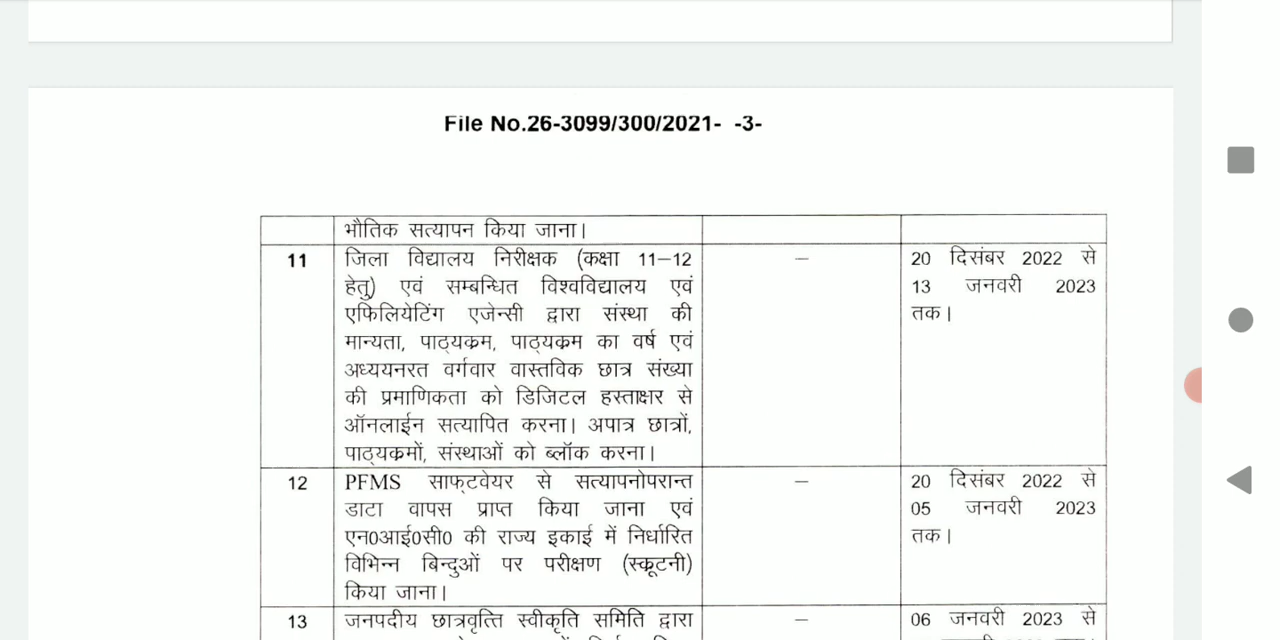 File No.26-3099/300/2021- -3-
भौतिक सत्यापन किया जाना।
11
जिला विद्यालय निरीक्षक (कक्षा 11–12
हेतु) एवं सम्बन्धित विश्वविद्यालय एवं
एफिलियेटिंग एजेन्सी द्वारा संस्था की
मान्यता, पाठ्यक्रम, पाठ्यक्रम का वर्ष एवं
अध्ययनरत वर्गवार वास्तविक छात्र संख्या
की प्रमाणिकता को डिजिटल हस्ताक्षर से
ऑनलाईन सत्यापित करना। अपात्र छात्रों,
पाठ्यक्रमों, संस्थाओं को ब्लॉक करना।
–
20 दिसंबर 2022 से
13 जनवरी 2023
तक।
12
PFMS साफ्टवेयर से सत्यापनोपरान्त
डाटा वापस प्राप्त किया जाना एवं
एन0आई0सी0 की राज्य इकाई में निर्धारित
विभिन्न बिन्दुओं पर परीक्षण (स्क्रूटनी)
किया जाना।
–
20 दिसंबर 2022 से
05 जनवरी 2023
तक।
13
जनपदीय छात्रवृत्ति स्वीकृति समिति द्वारा
–
06 जनवरी 2023 से